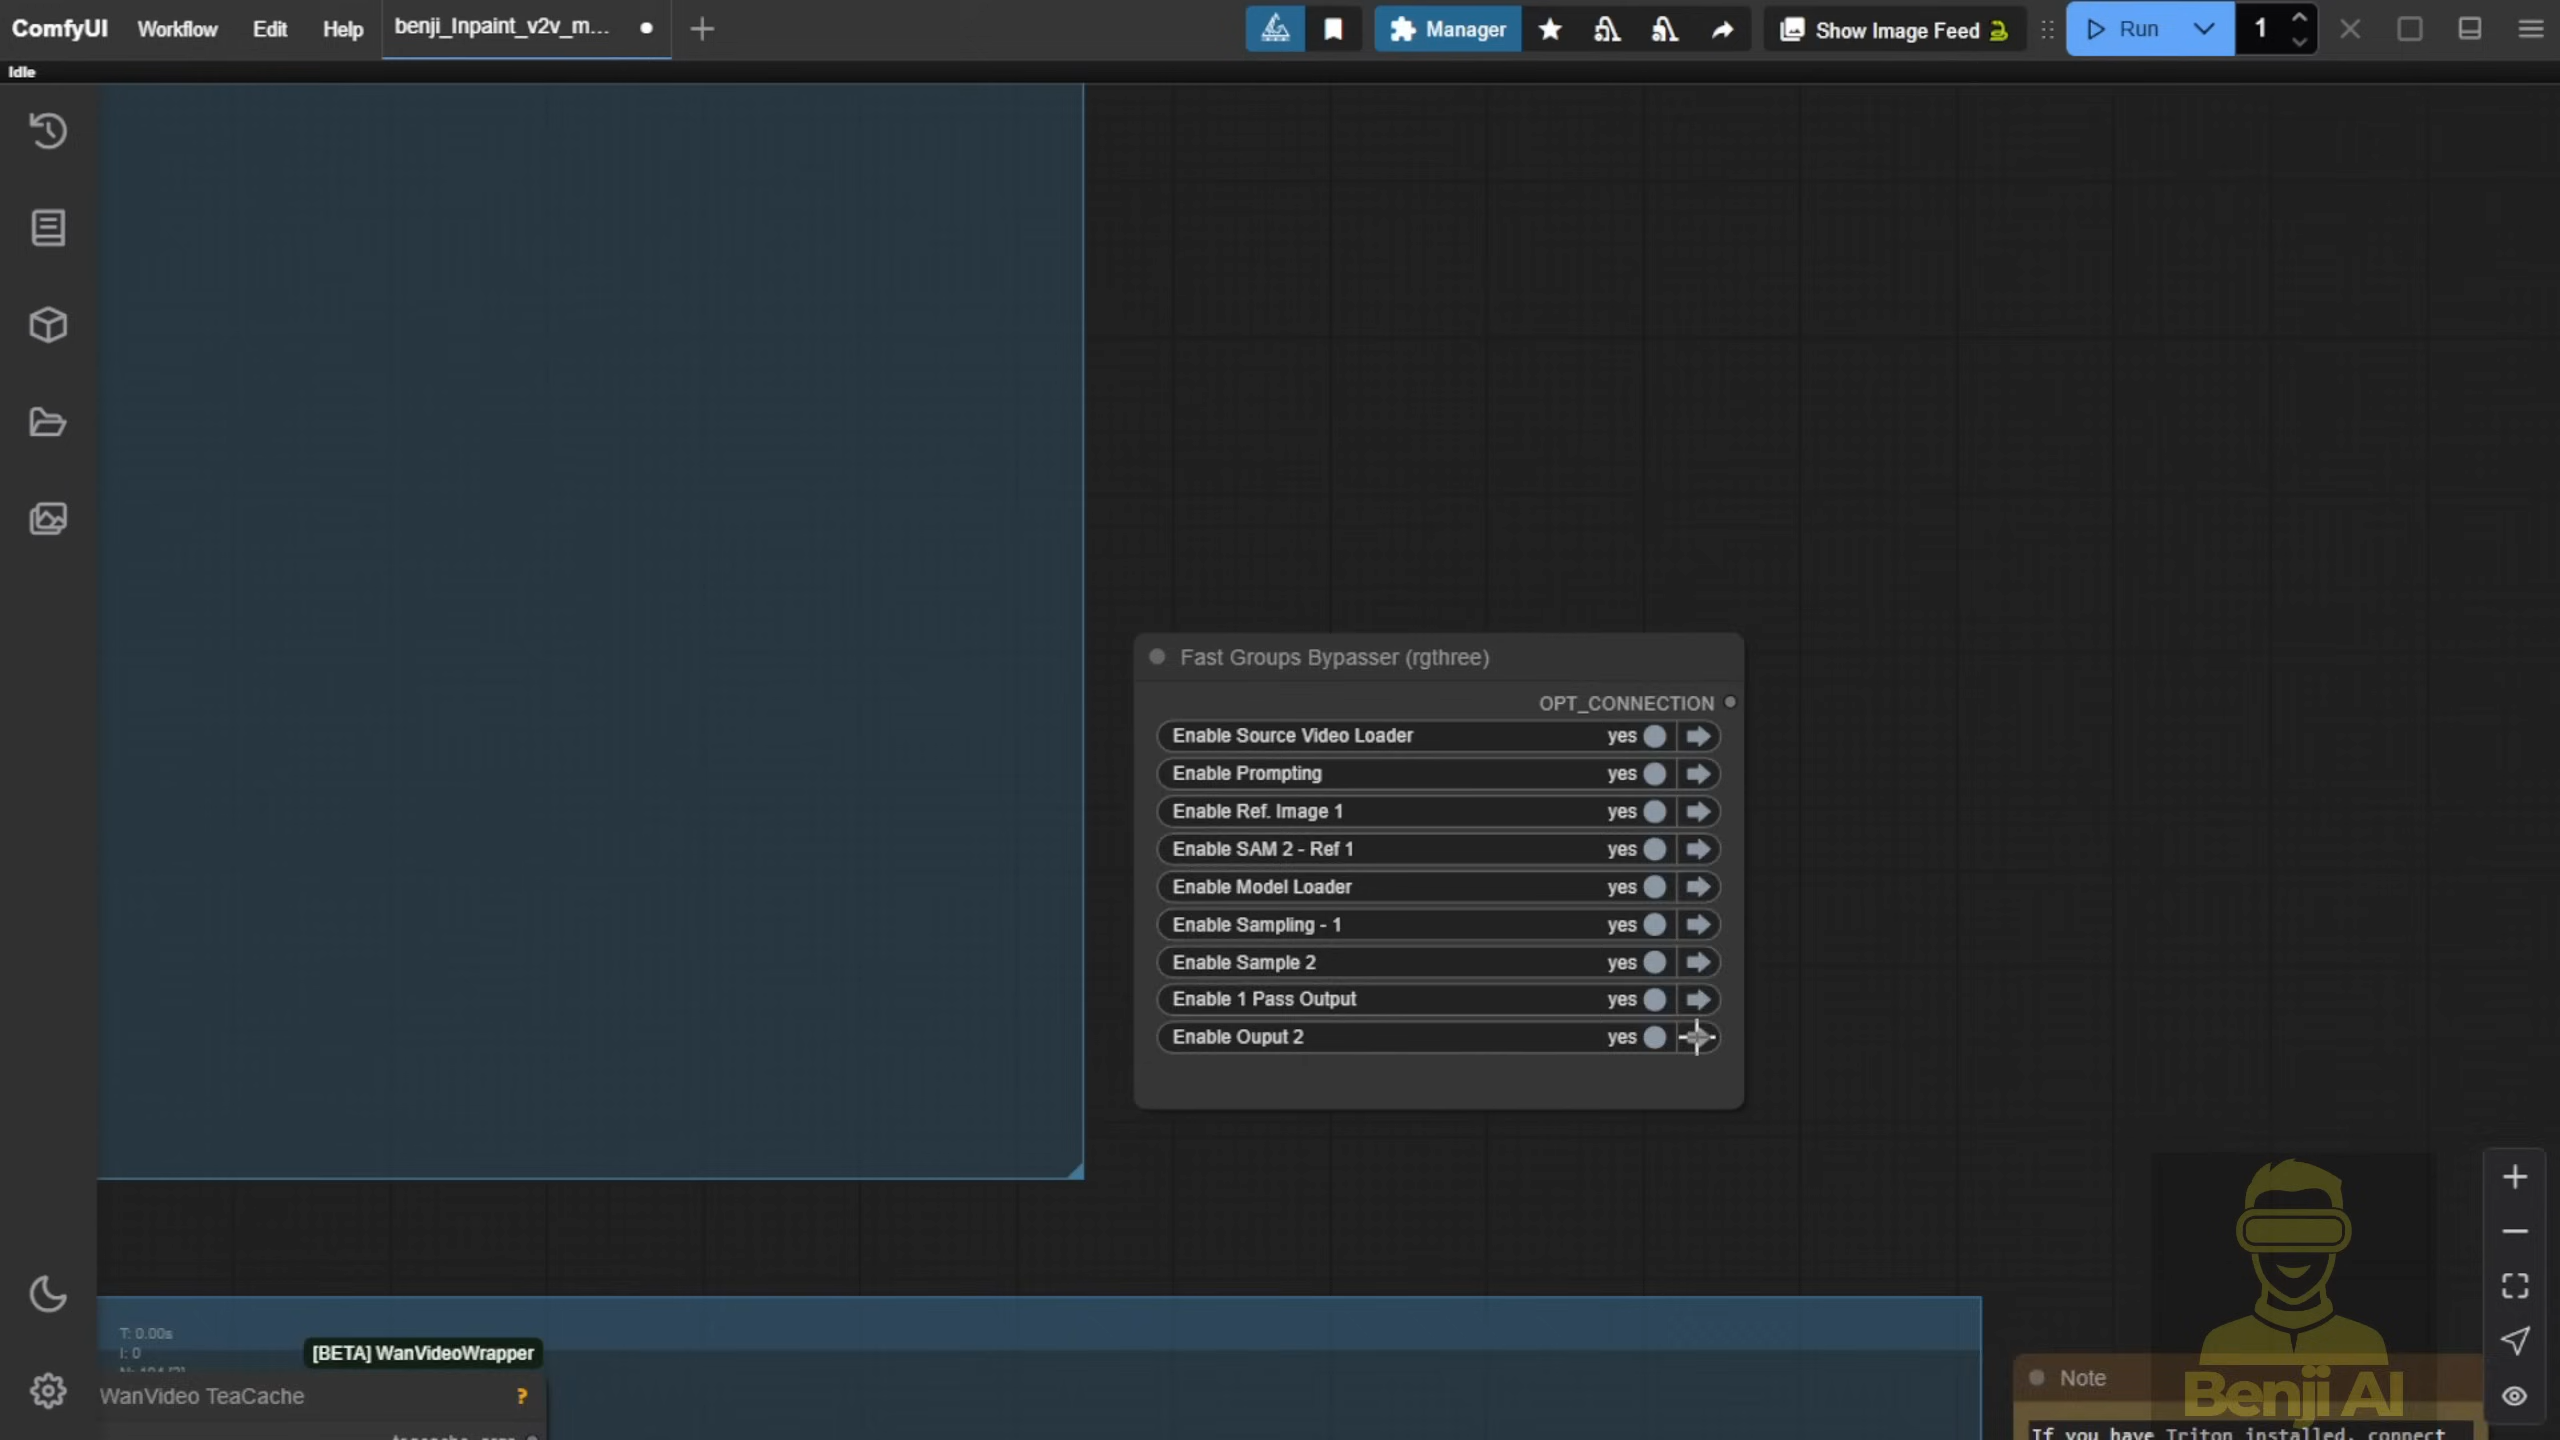 ComfyUI Workflow Edit Help benji_Inpaint_v2v_m... Manager Show Image Feed Run 1
Idle
Fast Groups Bypasser (rgthree)
OPT_CONNECTION
Enable Source Video Loader yes
Enable Prompting yes
Enable Ref. Image 1 yes
Enable SAM 2 - Ref 1 yes
Enable Model Loader yes
Enable Sampling - 1 yes
Enable Sample 2 yes
Enable 1 Pass Output yes
Enable Ouput 2 yes
T: 0.00s
I: 0
[BETA] WanVideoWrapper
WanVideo TeaCache ?
Note
Benji AI
If you have Triton installed, connect